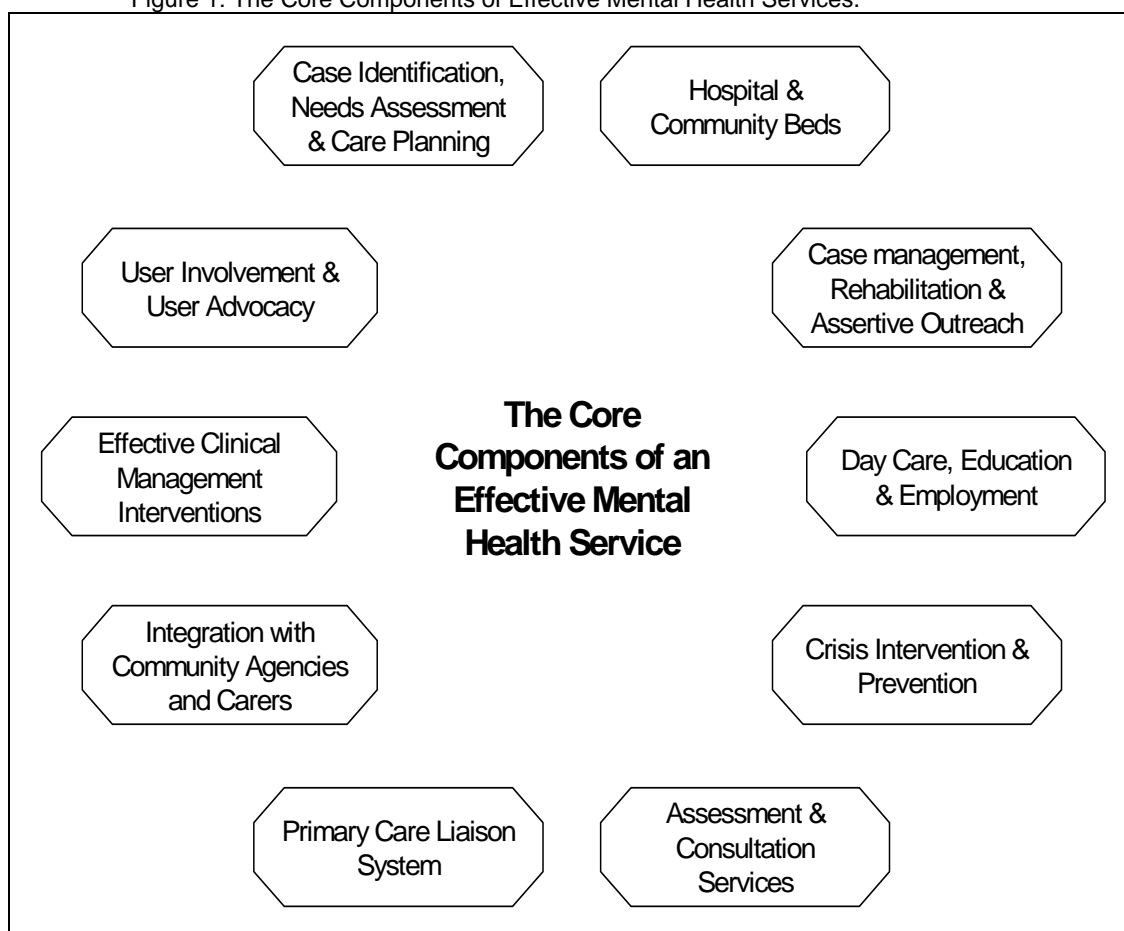 Figure 1: The Core Components of Effective Mental Health Services.
Case Identification,
Needs Assessment
& Care Planning
Hospital &
Community Beds
User Involvement &
User Advocacy
Case management,
Rehabilitation &
Assertive Outreach
The Core
Components of an
Effective Mental
Health Service
Effective Clinical
Management
Interventions
Day Care, Education
& Employment
Integration with
Community Agencies
and Carers
Crisis Intervention &
Prevention
Primary Care Liaison
System
Assessment &
Consultation
Services